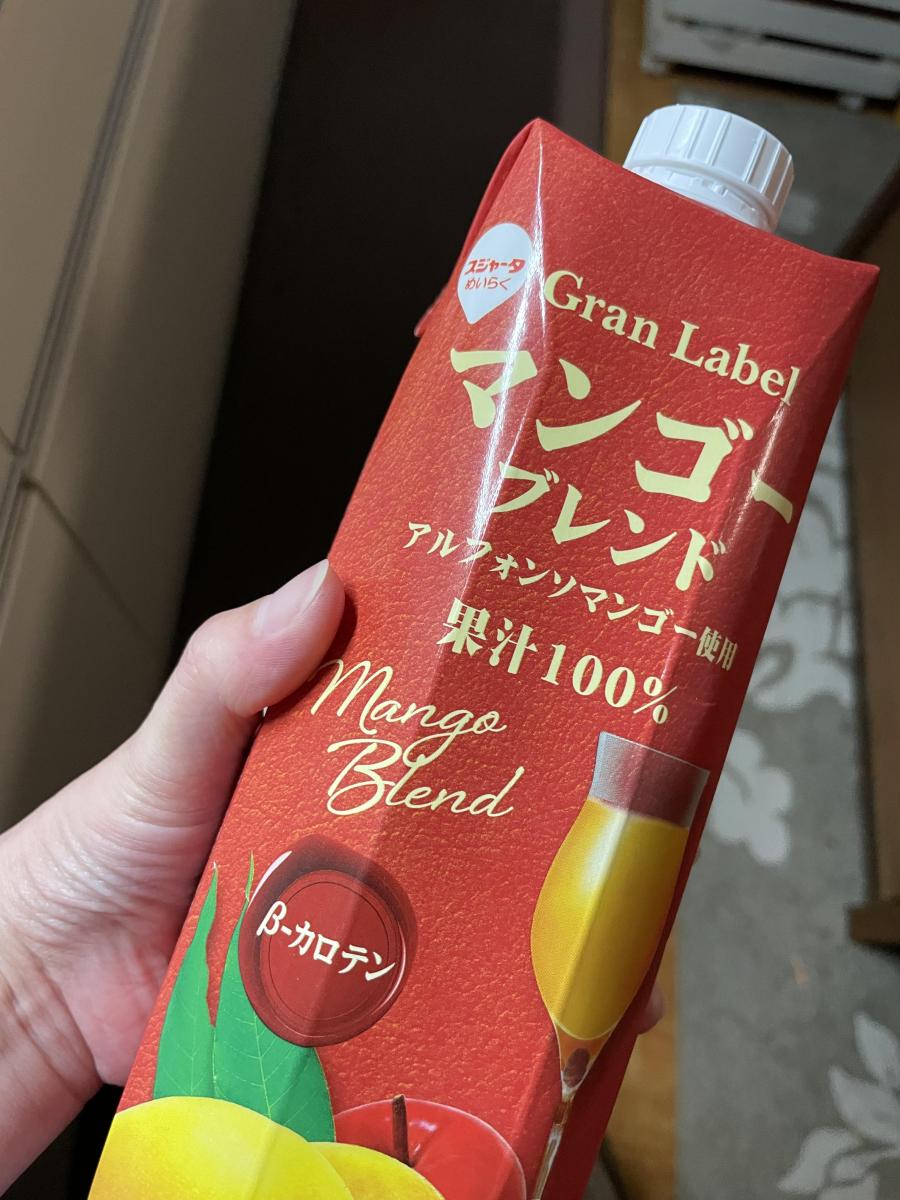 スジャータ
めいらく
Gran Label
マンゴー
ブレンド
アルフォンソマンゴー使用
果汁100%
Mango
Blend
β-カロテン